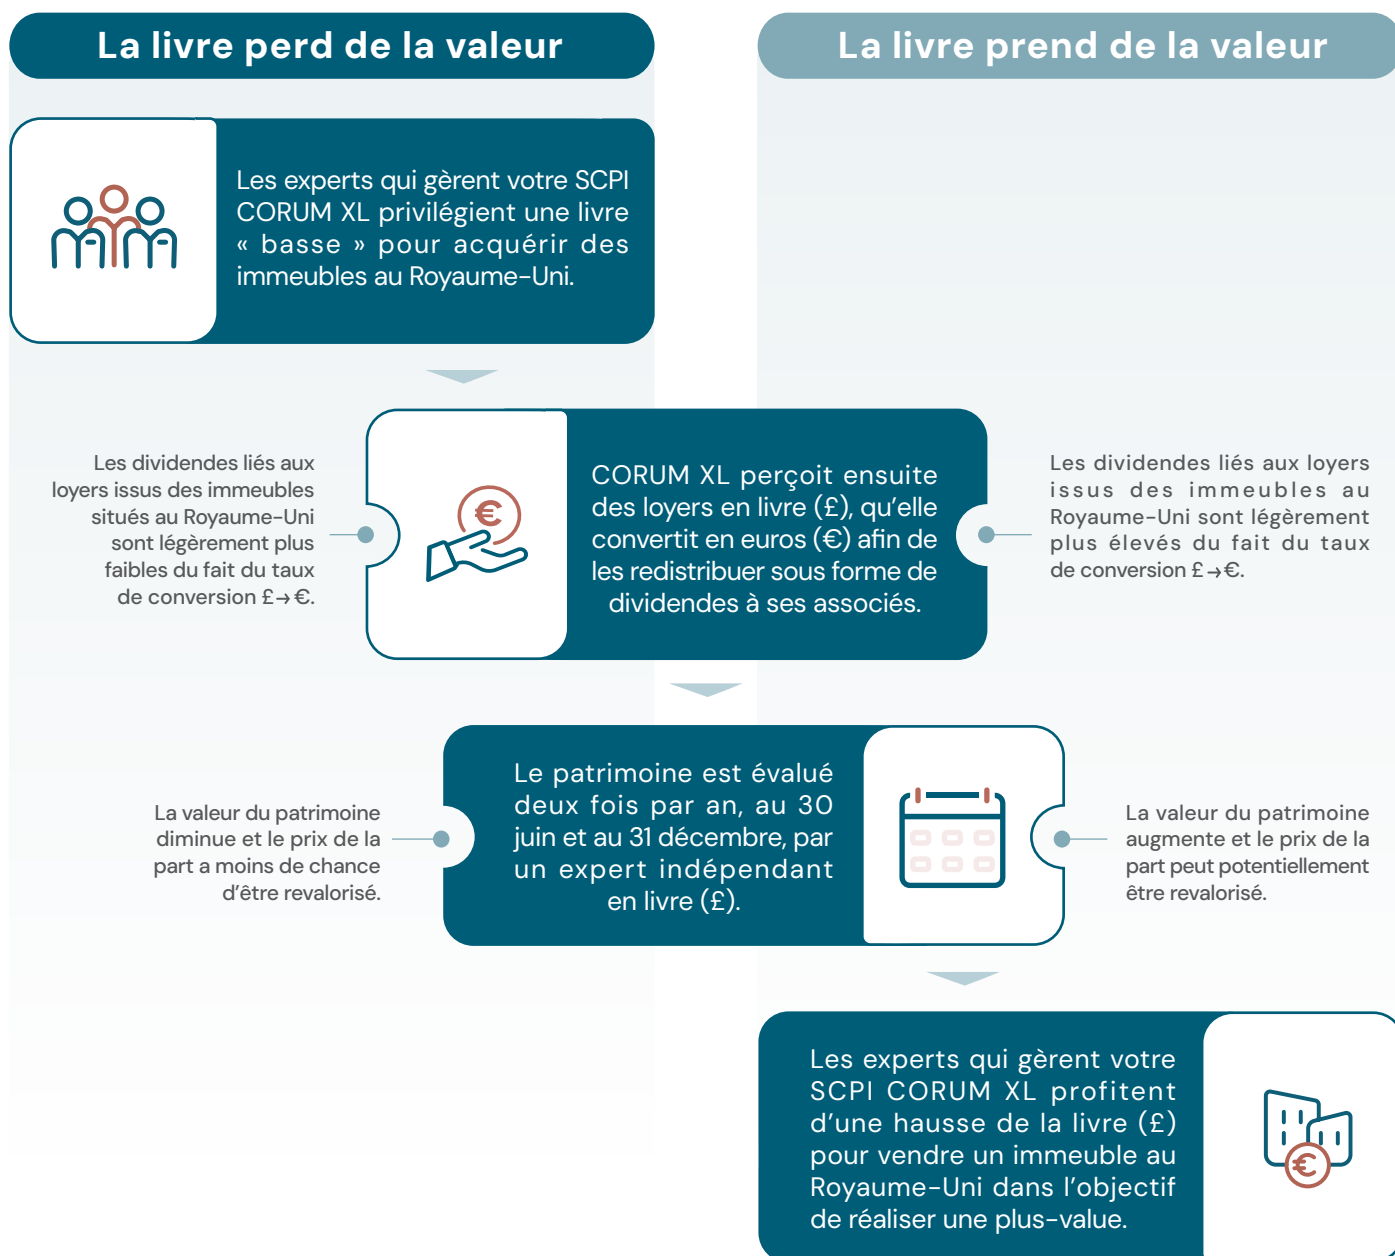 La livre perd de la valeur
La livre prend de la valeur
Les experts qui gèrent votre SCPI
CORUM XL privilégient une livre
« basse » pour acquérir des
immeubles au Royaume-Uni.
Les dividendes liés aux
loyers issus des immeubles
situés au Royaume-Uni
sont légèrement plus
faibles du fait du taux
de conversion £→€.
€
CORUM XL perçoit ensuite
des loyers en livre (£), qu'elle
convertit en euros (€) afin de
les redistribuer sous forme de
dividendes à ses associés.
Les dividendes liés aux loyers
issus des immeubles au
Royaume-Uni sont légèrement
plus élevés du fait du taux
de conversion £→€.
La valeur du patrimoine
diminue et le prix de la
part a moins de chance
d'être revalorisé.
Le patrimoine est évalué
deux fois par an, au 30
juin et au 31 décembre, par
un expert indépendant
en livre (£).
La valeur du patrimoine
augmente et le prix de la
part peut potentiellement
être revalorisé.
Les experts qui gèrent votre
SCPI CORUM XL profitent
d'une hausse de la livre (£)
pour vendre un immeuble au
Royaume-Uni dans l'objectif
de réaliser une plus-value.
€